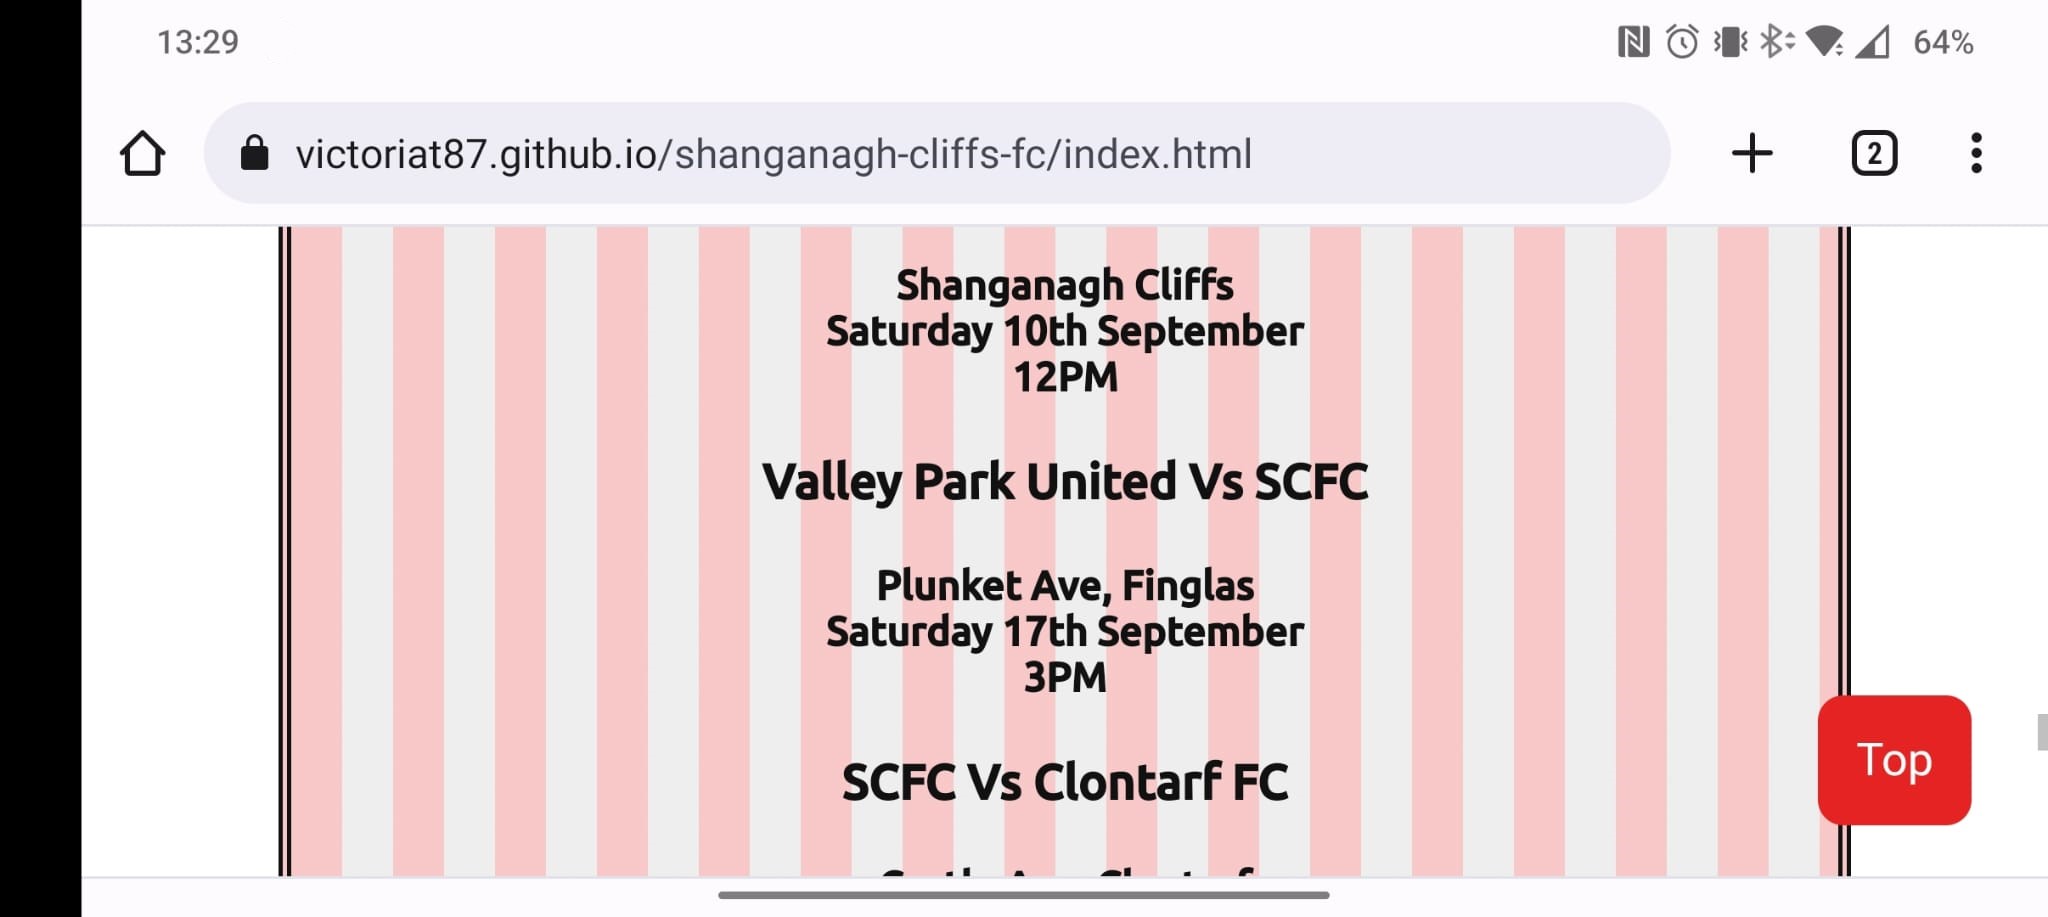 13:29
64%
victoriat87.github.io/shanganagh-cliffs-fc/index.html
2
Shanganagh Cliffs
Saturday 10th September
12PM
Valley Park United Vs SCFC
Plunket Ave, Finglas
Saturday 17th September
3PM
SCFC Vs Clontarf FC
Top